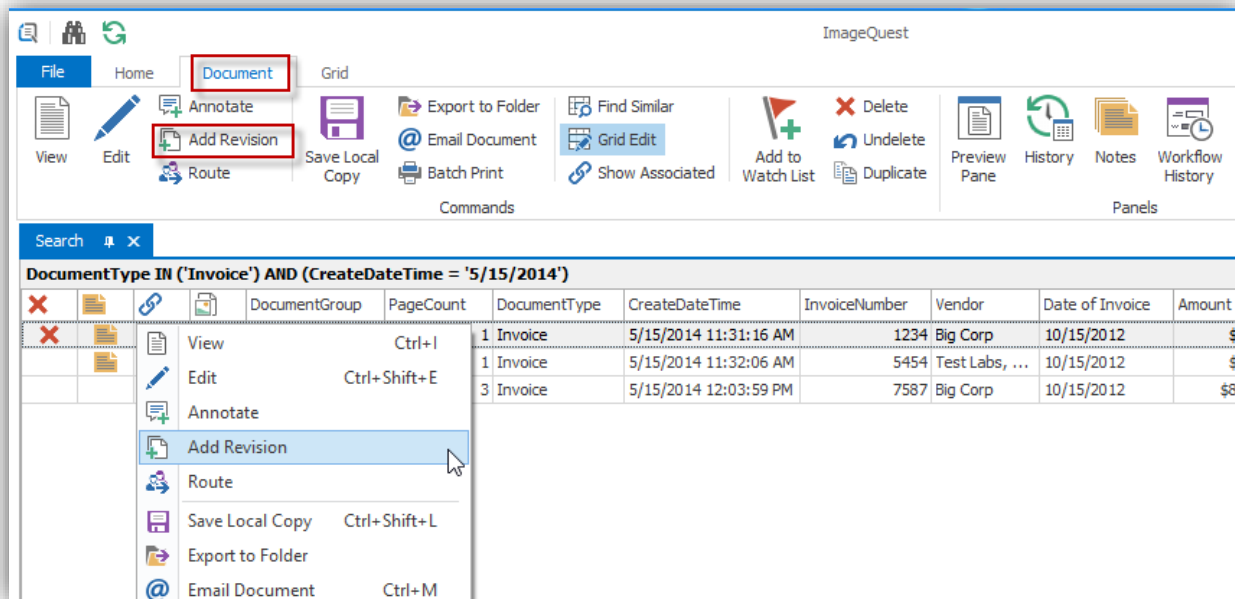 ImageQuest
File Home Document Grid
View Edit Annotate Add Revision Route Save Local Copy Export to Folder Email Document Batch Print Find Similar Grid Edit Show Associated Add to Watch List Delete Undelete Duplicate Preview Pane History Notes Workflow History
Commands Panels
Search
DocumentType IN ('Invoice') AND (CreateDateTime = '5/15/2014')
DocumentGroup PageCount DocumentType CreateDateTime InvoiceNumber Vendor Date of Invoice Amount
1 Invoice 5/15/2014 11:31:16 AM 1234 Big Corp 10/15/2012 $
1 Invoice 5/15/2014 11:32:06 AM 5454 Test Labs, ... 10/15/2012 $
3 Invoice 5/15/2014 12:03:59 PM 7587 Big Corp 10/15/2012 $8
View Ctrl+I
Edit Ctrl+Shift+E
Annotate
Add Revision
Route
Save Local Copy Ctrl+Shift+L
Export to Folder
Email Document Ctrl+M